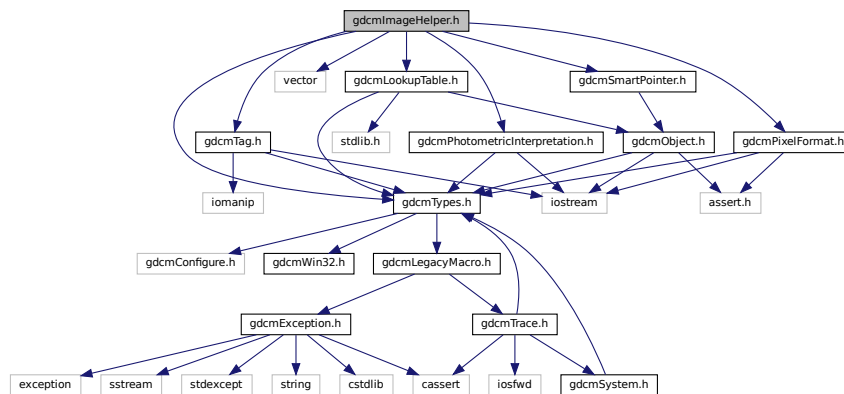 gdcmImageHelper.h
vector
gdcmLookupTable.h
gdcmSmartPointer.h
gdcmTag.h
stdlib.h
gdcmPhotometricInterpretation.h
gdcmObject.h
gdcmPixelFormat.h
iomanip
gdcmTypes.h
iostream
assert.h
gdcmConfigure.h
gdcmWin32.h
gdcmLegacyMacro.h
gdcmException.h
gdcmTrace.h
exception
sstream
stdexcept
string
cstdlib
cassert
iosfwd
gdcmSystem.h